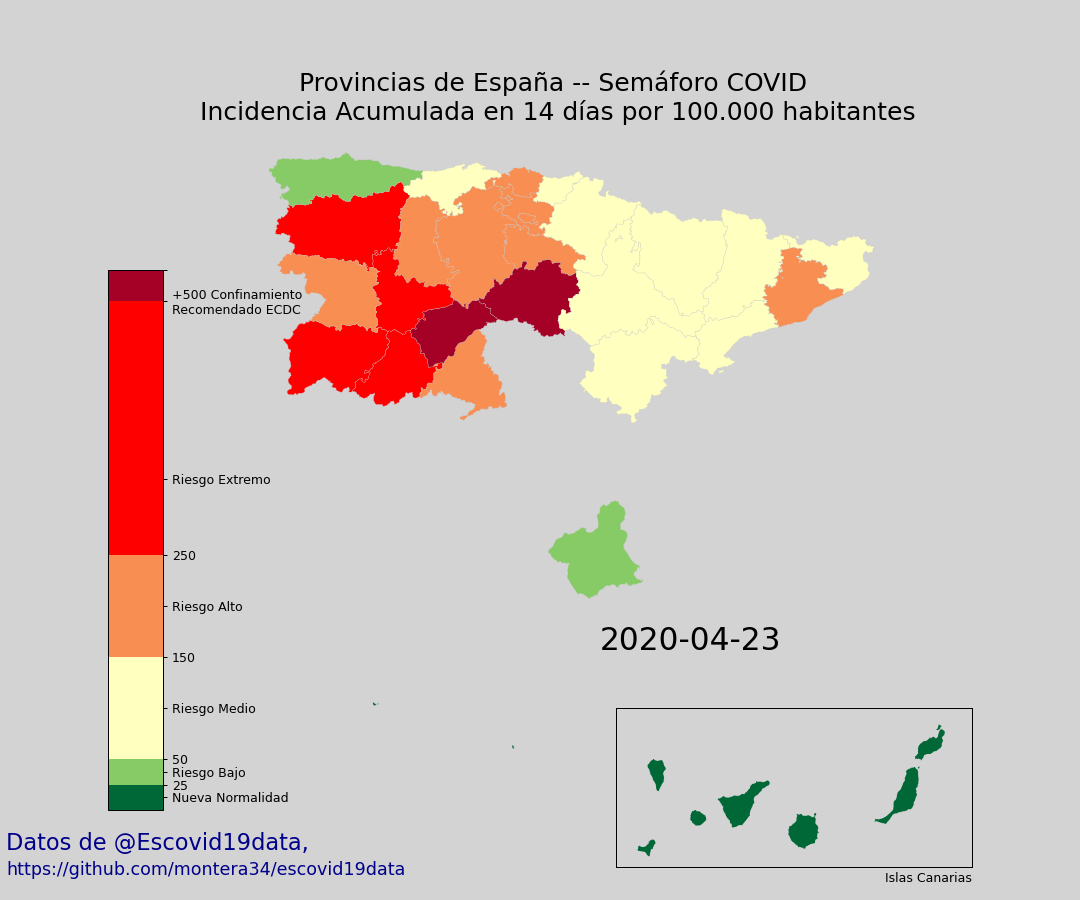 Provincias de España -- Semáforo COVID
Incidencia Acumulada en 14 días por 100.000 habitantes
+500 Confinamiento
Recomendado ECDC
Riesgo Extremo
250
Riesgo Alto
150
Riesgo Medio
50
Riesgo Bajo
25
Nueva Normalidad
2020-04-23
Islas Canarias
Datos de @Escovid19data,
https://github.com/montera34/escovid19data